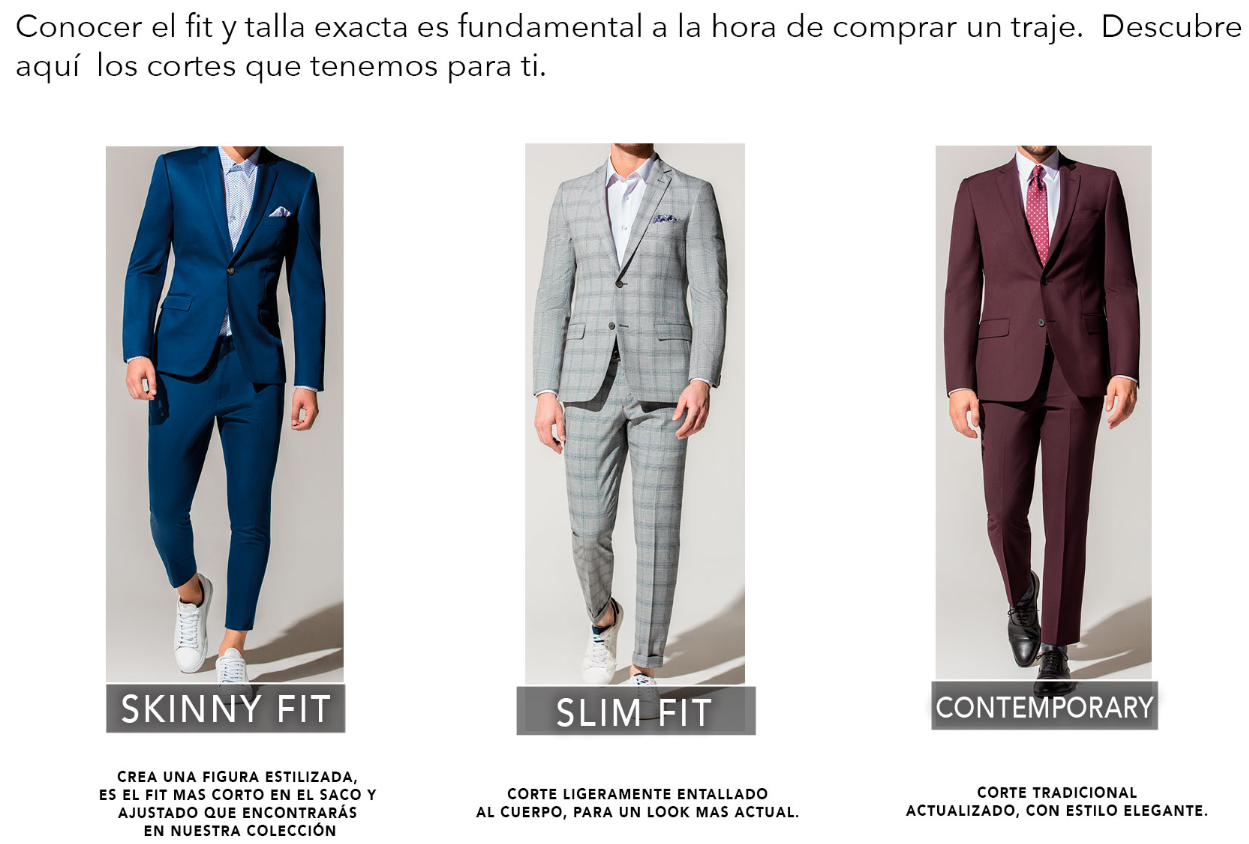 Conocer el fit y talla exacta es fundamental a la hora de comprar un traje.  Descubre
aquí  los cortes que tenemos para ti.
SKINNY FIT
CREA UNA FIGURA ESTILIZADA,
ES EL FIT MAS CORTO EN EL SACO Y
AJUSTADO QUE ENCONTRARÁS
EN NUESTRA COLECCIÓN
SLIM FIT
CORTE LIGERAMENTE ENTALLADO
AL CUERPO, PARA UN LOOK MAS ACTUAL.
CONTEMPORARY
CORTE TRADICIONAL
ACTUALIZADO, CON ESTILO ELEGANTE.